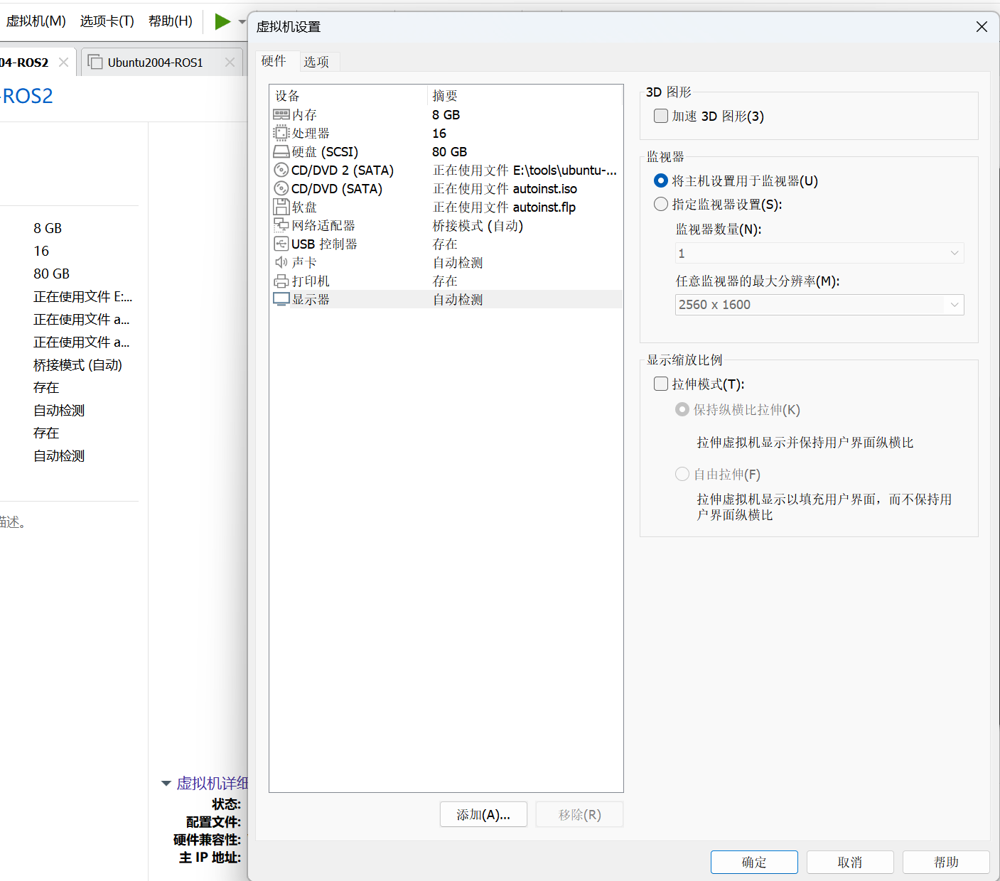 虚拟机(M) 选项卡(T) 帮助(H)
04-ROS2
Ubuntu2004-ROS1
-ROS2
8 GB
16
80 GB
正在使用文件 E:...
正在使用文件 a...
正在使用文件 a...
桥接模式 (自动)
存在
自动检测
存在
自动检测
描述。
虚拟机详细
状态:
配置文件:
硬件兼容性:
主 IP 地址:
虚拟机设置
硬件 选项
设备 摘要
内存 8 GB
处理器 16
硬盘 (SCSI) 80 GB
CD/DVD 2 (SATA) 正在使用文件 E:\tools\ubuntu-...
CD/DVD (SATA) 正在使用文件 autoinst.iso
软盘 正在使用文件 autoinst.flp
网络适配器 桥接模式 (自动)
USB 控制器 存在
声卡 自动检测
打印机 存在
显示器 自动检测
添加(A)... 移除(R)
3D 图形
加速 3D 图形(3)
监视器
将主机设置用于监视器(U)
指定监视器设置(S):
监视器数量(N):
1
任意监视器的最大分辨率(M):
2560 x 1600
显示缩放比例
拉伸模式(T):
保持纵横比拉伸(K)
拉伸虚拟机显示并保持用户界面纵横比
自由拉伸(F)
拉伸虚拟机显示以填充用户界面，而不保持用
户界面纵横比
确定 取消 帮助